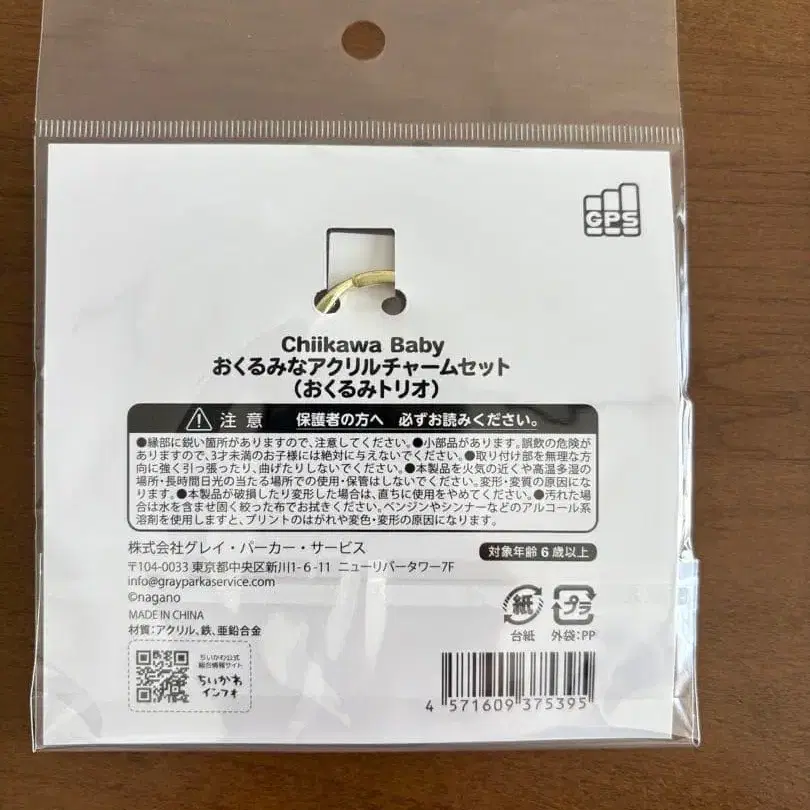 GPS
Chiikawa Baby
おくるみなアクリルチャームセット
（おくるみトリオ）
注意 保護者の方へ 必ずお読みください。
●縁部に鋭い箇所がありますので、注意してください。●小部品があります。誤飲の危険が
ありますので、3才未満のお子様には絶対に与えないでください。●取り付け部を無理な方
向に強く引っ張ったり、曲げたりしないでください。●本製品を火気の近くや高温多湿の
場所・長時間日光の当たる場所での使用・保管はしないでください。変形・変質の原因にな
ります。●本製品が破損したり変形した場合は、直ちに使用をやめてください。●汚れた場
合は水を含ませ固く絞った布でお拭きください。ベンジンやシンナーなどのアルコール系
溶剤を使用しますと、プリントのはがれや変色・変形の原因になります。
株式会社グレイ・パーカー・サービス
対象年齢6歳以上
〒104-0033 東京都中央区新川1-6-11 ニューリバータワー7F
info@grayparkaservice.com
©nagano
MADE IN CHINA
材質：アクリル、鉄、亜鉛合金
紙
プラ
台紙
外袋：PP
ちいかわ公式
総合情報サイト
ちいかわ
インフォ
4 571609 375395